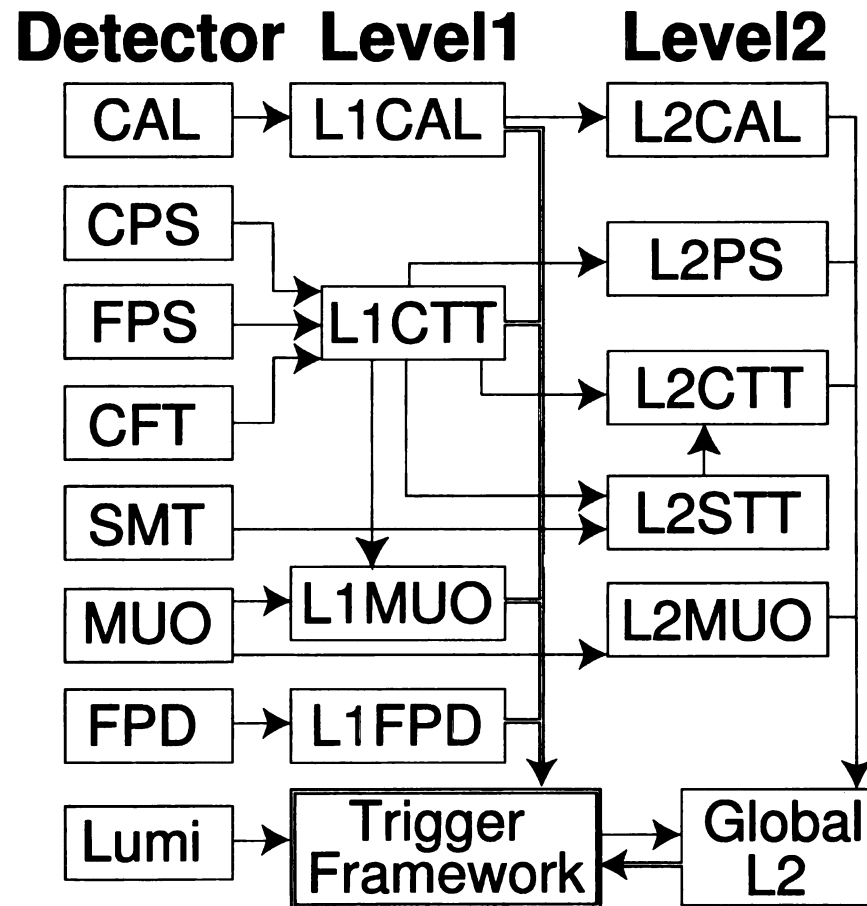 Detector Level1 Level2
CAL L1CAL L2CAL
CPS
L2PS
FPS L1CTT
L2CTT
CFT
SMT L2STT
MUO L1MUO L2MUO
FPD L1FPD
Lumi
Trigger
Framework
Global
L2